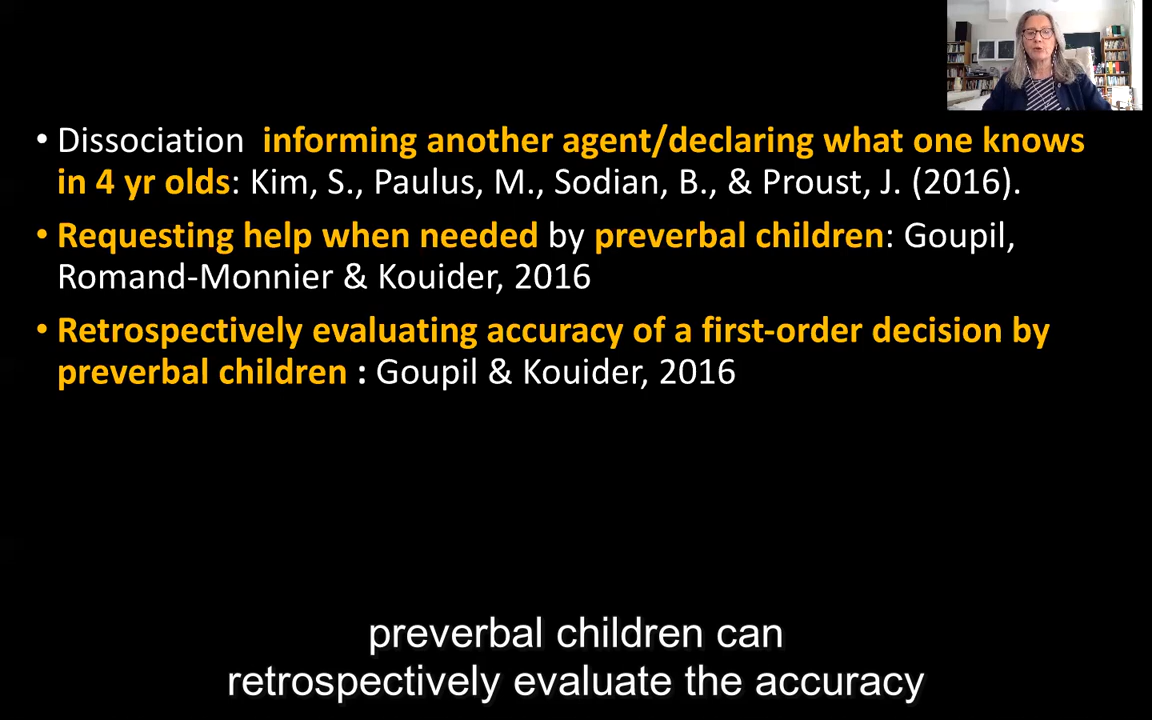 • Dissociation informing another agent/declaring what one knows
in 4 yr olds: Kim, S., Paulus, M., Sodian, B., & Proust, J. (2016).
• Requesting help when needed by preverbal children: Goupil,
Romand-Monnier & Kouider, 2016
• Retrospectively evaluating accuracy of a first-order decision by
preverbal children : Goupil & Kouider, 2016
preverbal children can
retrospectively evaluate the accuracy